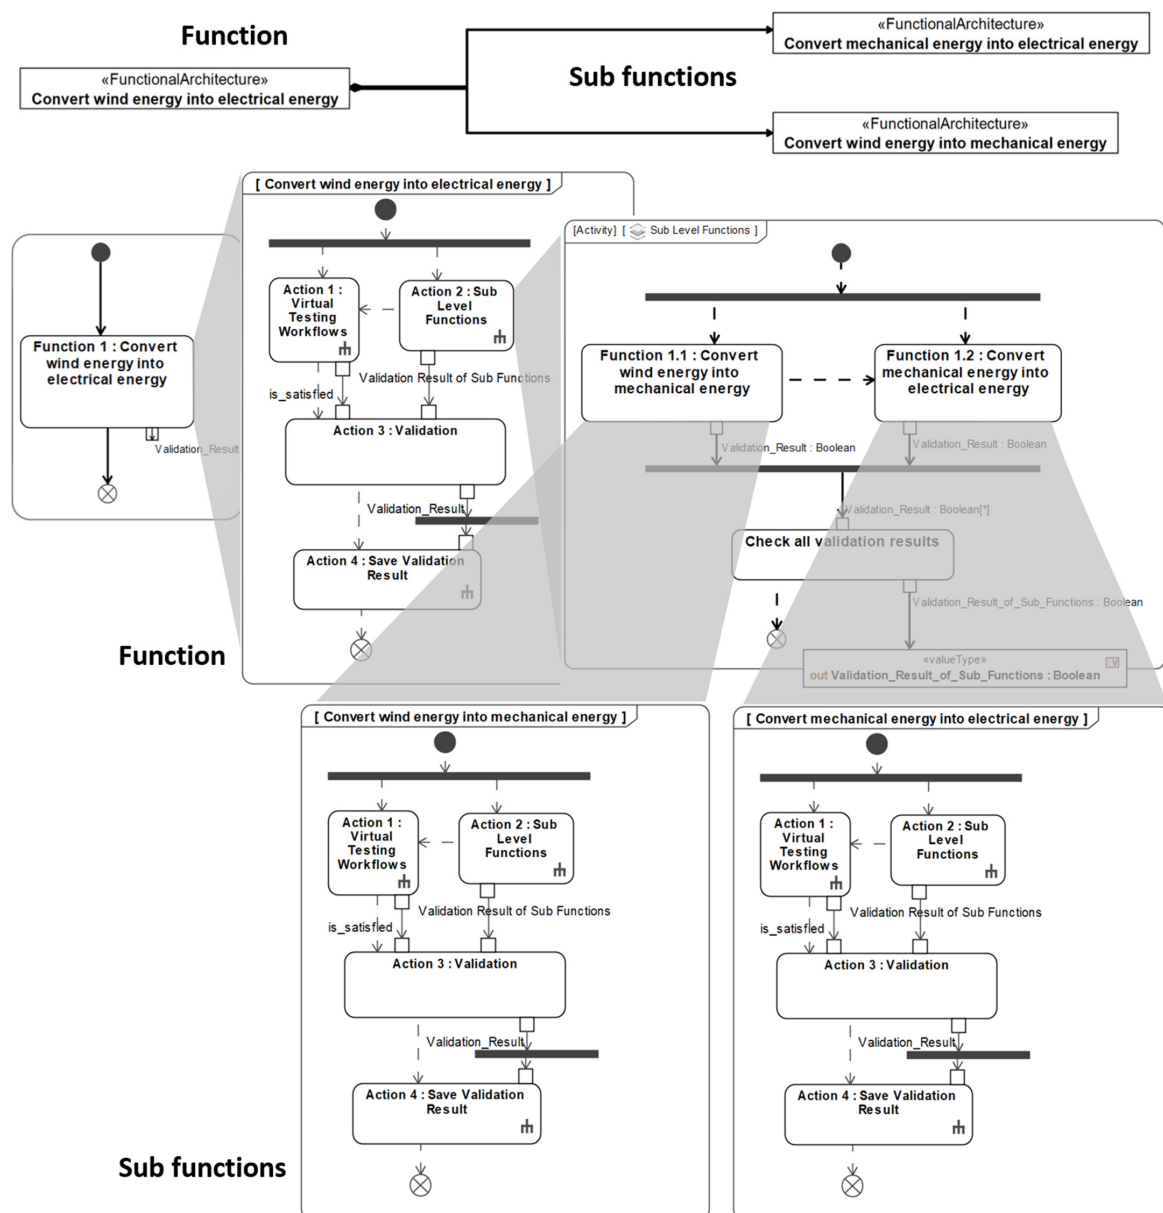 Function
«FunctionalArchitecture»
Convert wind energy into electrical energy
Sub functions
«FunctionalArchitecture»
Convert mechanical energy into electrical energy
«FunctionalArchitecture»
Convert wind energy into mechanical energy
Function 1 : Convert
wind energy into
electrical energy
Validation_Result
[ Convert wind energy into electrical energy ]
Action 1 :
Virtual
Testing
Workflows
Action 2 : Sub
Level
Functions
Validation Result of Sub Functions
is_satisfied
Action 3 : Validation
Validation_Result
Action 4 : Save Validation
Result
Function
[Activity] [ Sub Level Functions ]
Function 1.1 : Convert
wind energy into
mechanical energy
Function 1.2 : Convert
mechanical energy into
electrical energy
Validation_Result : Boolean
Validation_Result : Boolean
Validation_Result : Boolean[*]
Check all validation results
Validation_Result_of_Sub_Functions : Boolean
«valueType»
out Validation_Result_of_Sub_Functions : Boolean
[ Convert wind energy into mechanical energy ]
Action 1 :
Virtual
Testing
Workflows
Action 2 : Sub
Level
Functions
Validation Result of Sub Functions
is_satisfied
Action 3 : Validation
Validation_Result
Action 4 : Save Validation
Result
[ Convert mechanical energy into electrical energy ]
Action 1 :
Virtual
Testing
Workflows
Action 2 : Sub
Level
Functions
Validation Result of Sub Functions
is_satisfied
Action 3 : Validation
Validation_Result
Action 4 : Save Validation
Result
Sub functions